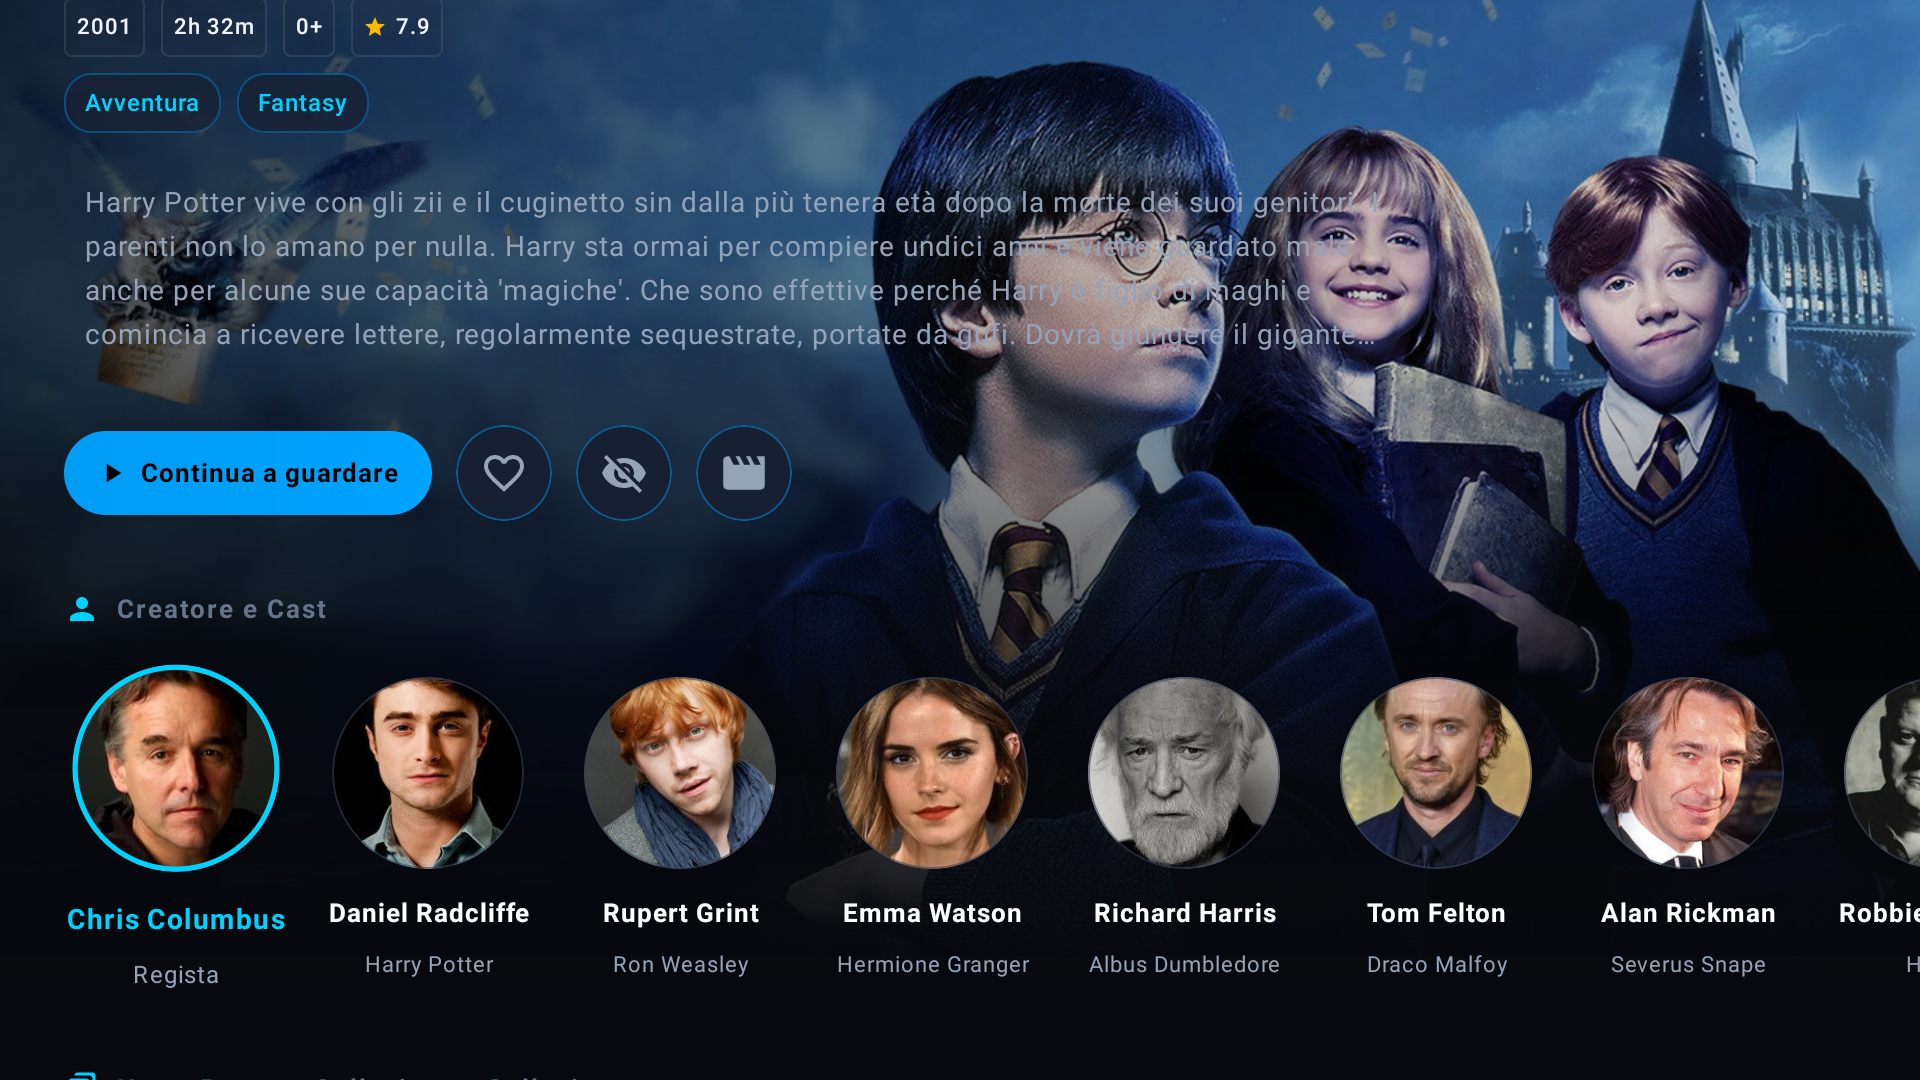 2001
2h 32m
0+
7.9
Avventura
Fantasy
Harry Potter vive con gli zii e il cuginetto sin dalla più tenera età dopo la morte dei suoi genitori. I
parenti non lo amano per nulla. Harry sta ormai per compiere undici anni e viene guardato male
anche per alcune sue capacità 'magiche'. Che sono effettive perché Harry è figlio di maghi e
comincia a ricevere lettere, regolarmente sequestrate, portate da gufi. Dovrà giungere il gigante…
Continua a guardare
Creatore e Cast
Chris Columbus
Daniel Radcliffe
Rupert Grint
Emma Watson
Richard Harris
Tom Felton
Alan Rickman
Robbie
Regista
Harry Potter
Ron Weasley
Hermione Granger
Albus Dumbledore
Draco Malfoy
Severus Snape
H